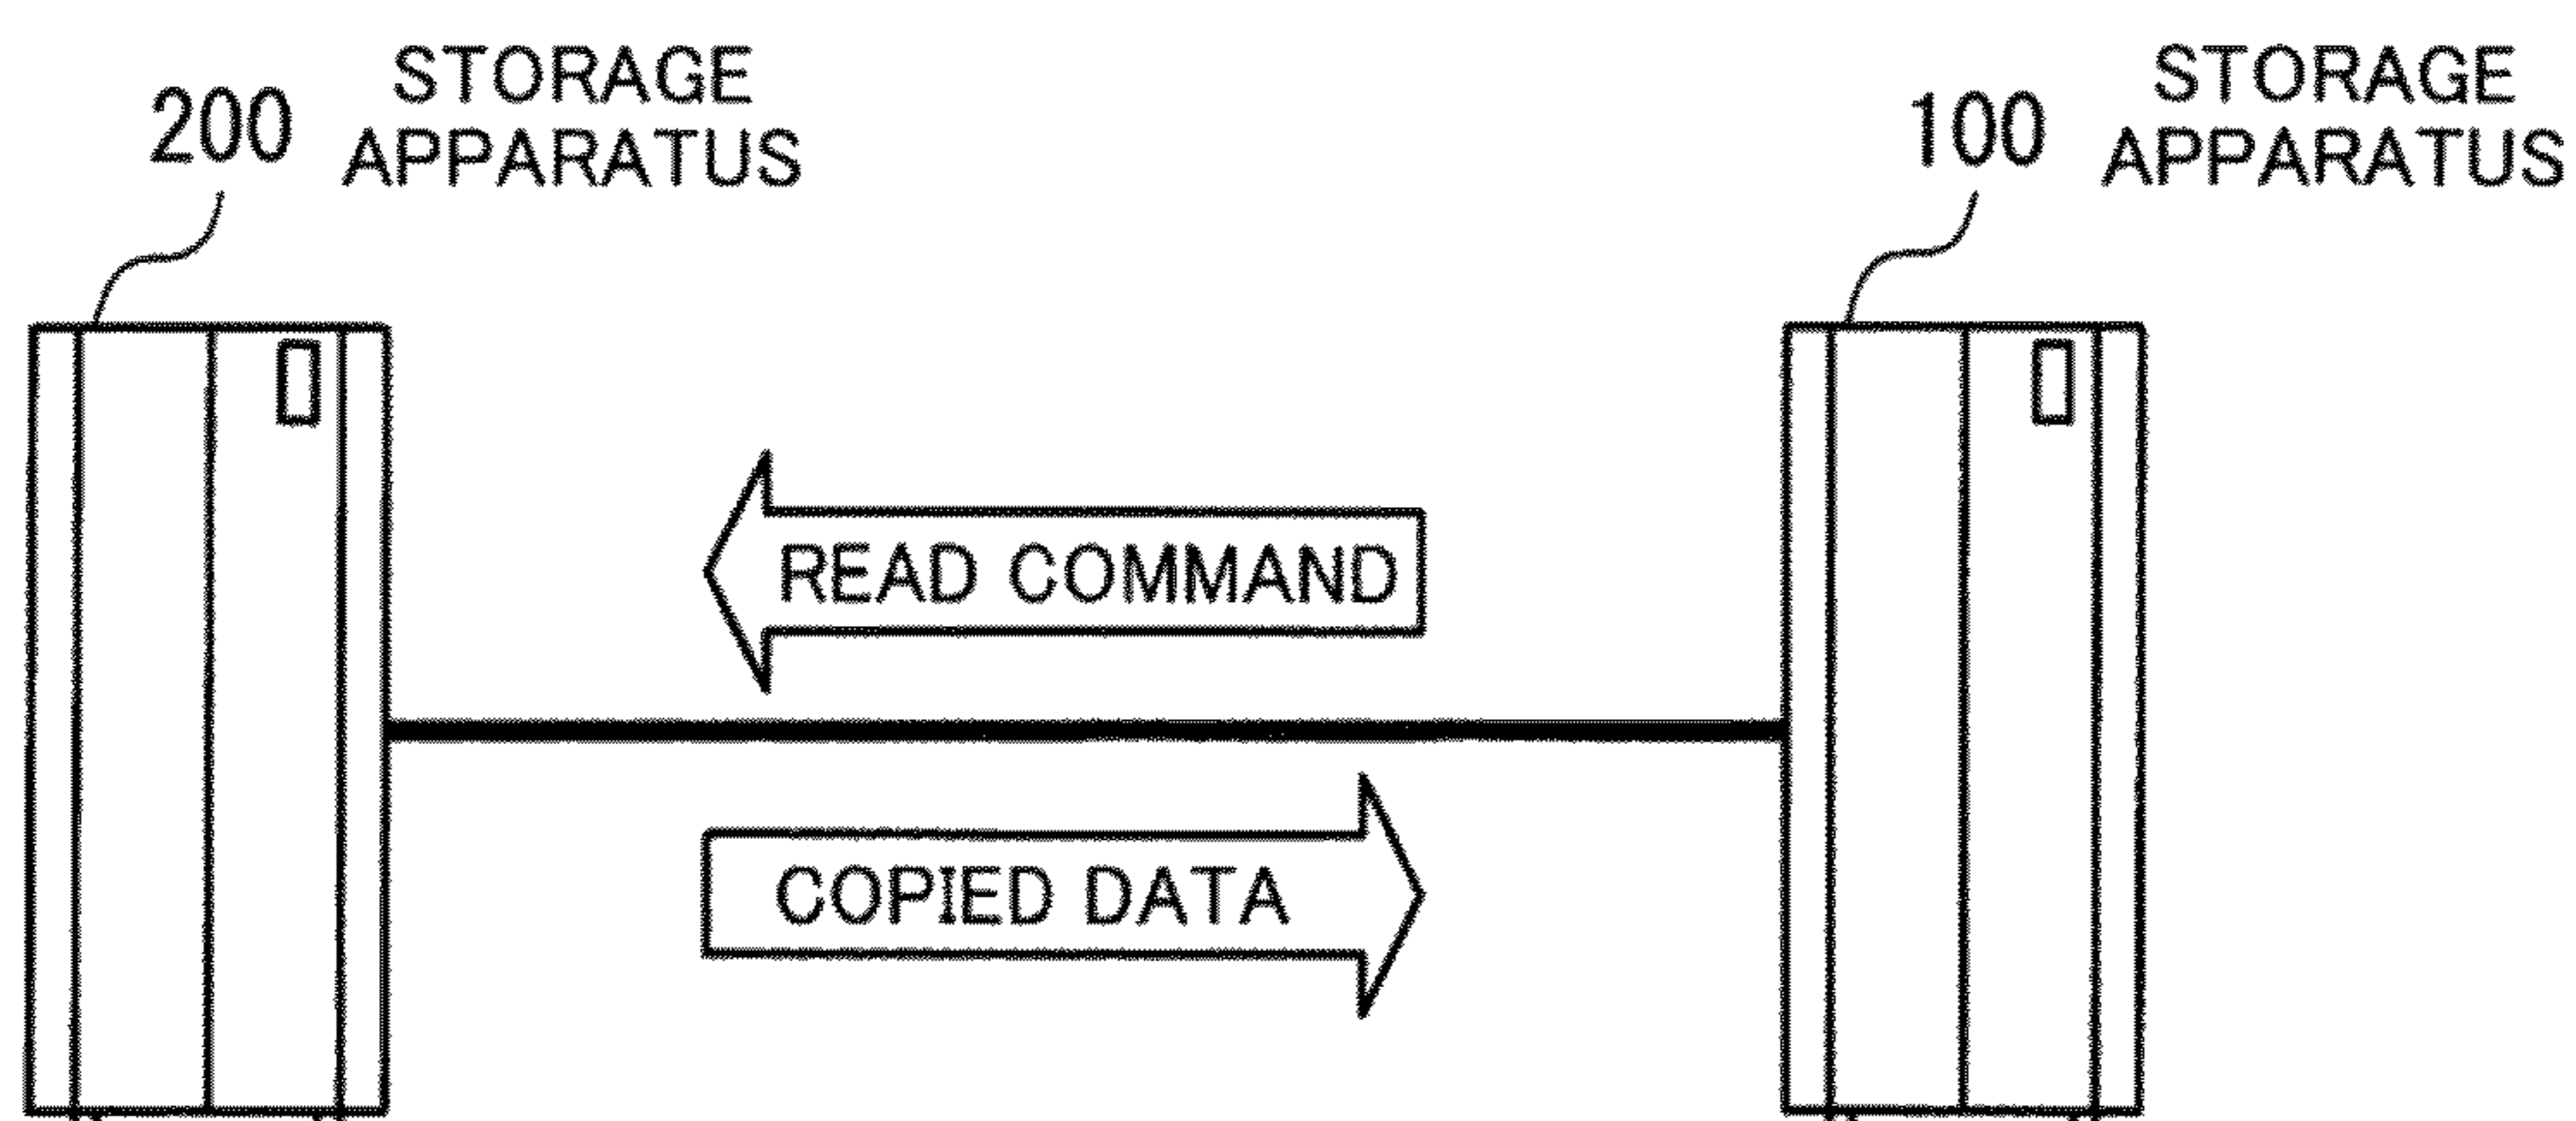 200
STORAGE
APPARATUS
100
STORAGE
APPARATUS
READ COMMAND
COPIED DATA